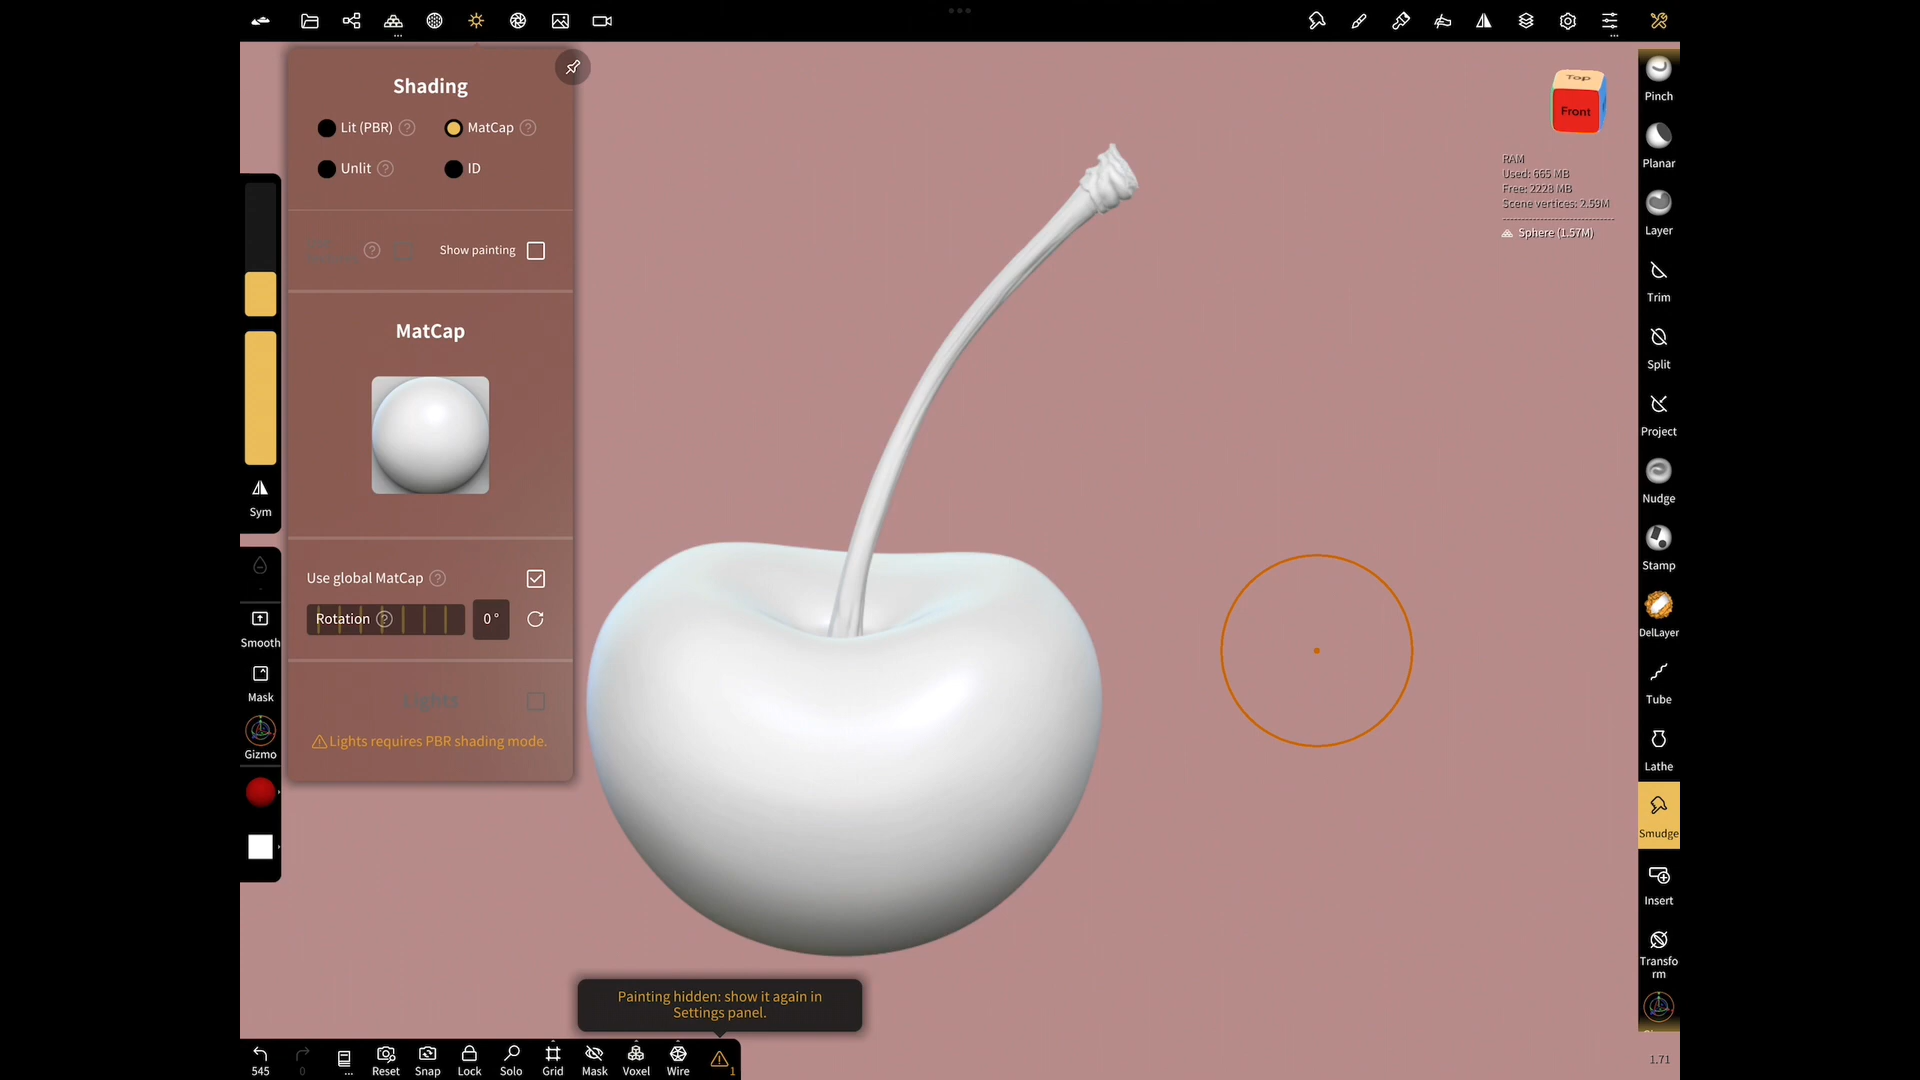 Shading
Lit (PBR) ?
MatCap ?
Unlit ?
ID
? Show painting
MatCap
Use global MatCap ?
Rotation ? 0°
Lights
Lights requires PBR shading mode.
Sym
Smooth
Mask
Gizmo
Top
Front
RAM
Used: 665 MB
Free: 2228 MB
Scene vertices: 2.59M
Sphere (1.57M)
Pinch
Planar
Layer
Trim
Split
Project
Nudge
Stamp
DelLayer
Tube
Lathe
Smudge
Insert
Transfo
rm
Painting hidden: show it again in
Settings panel.
545
0
...
Reset
Snap
Lock
Solo
Grid
Mask
Voxel
Wire
1
1.71